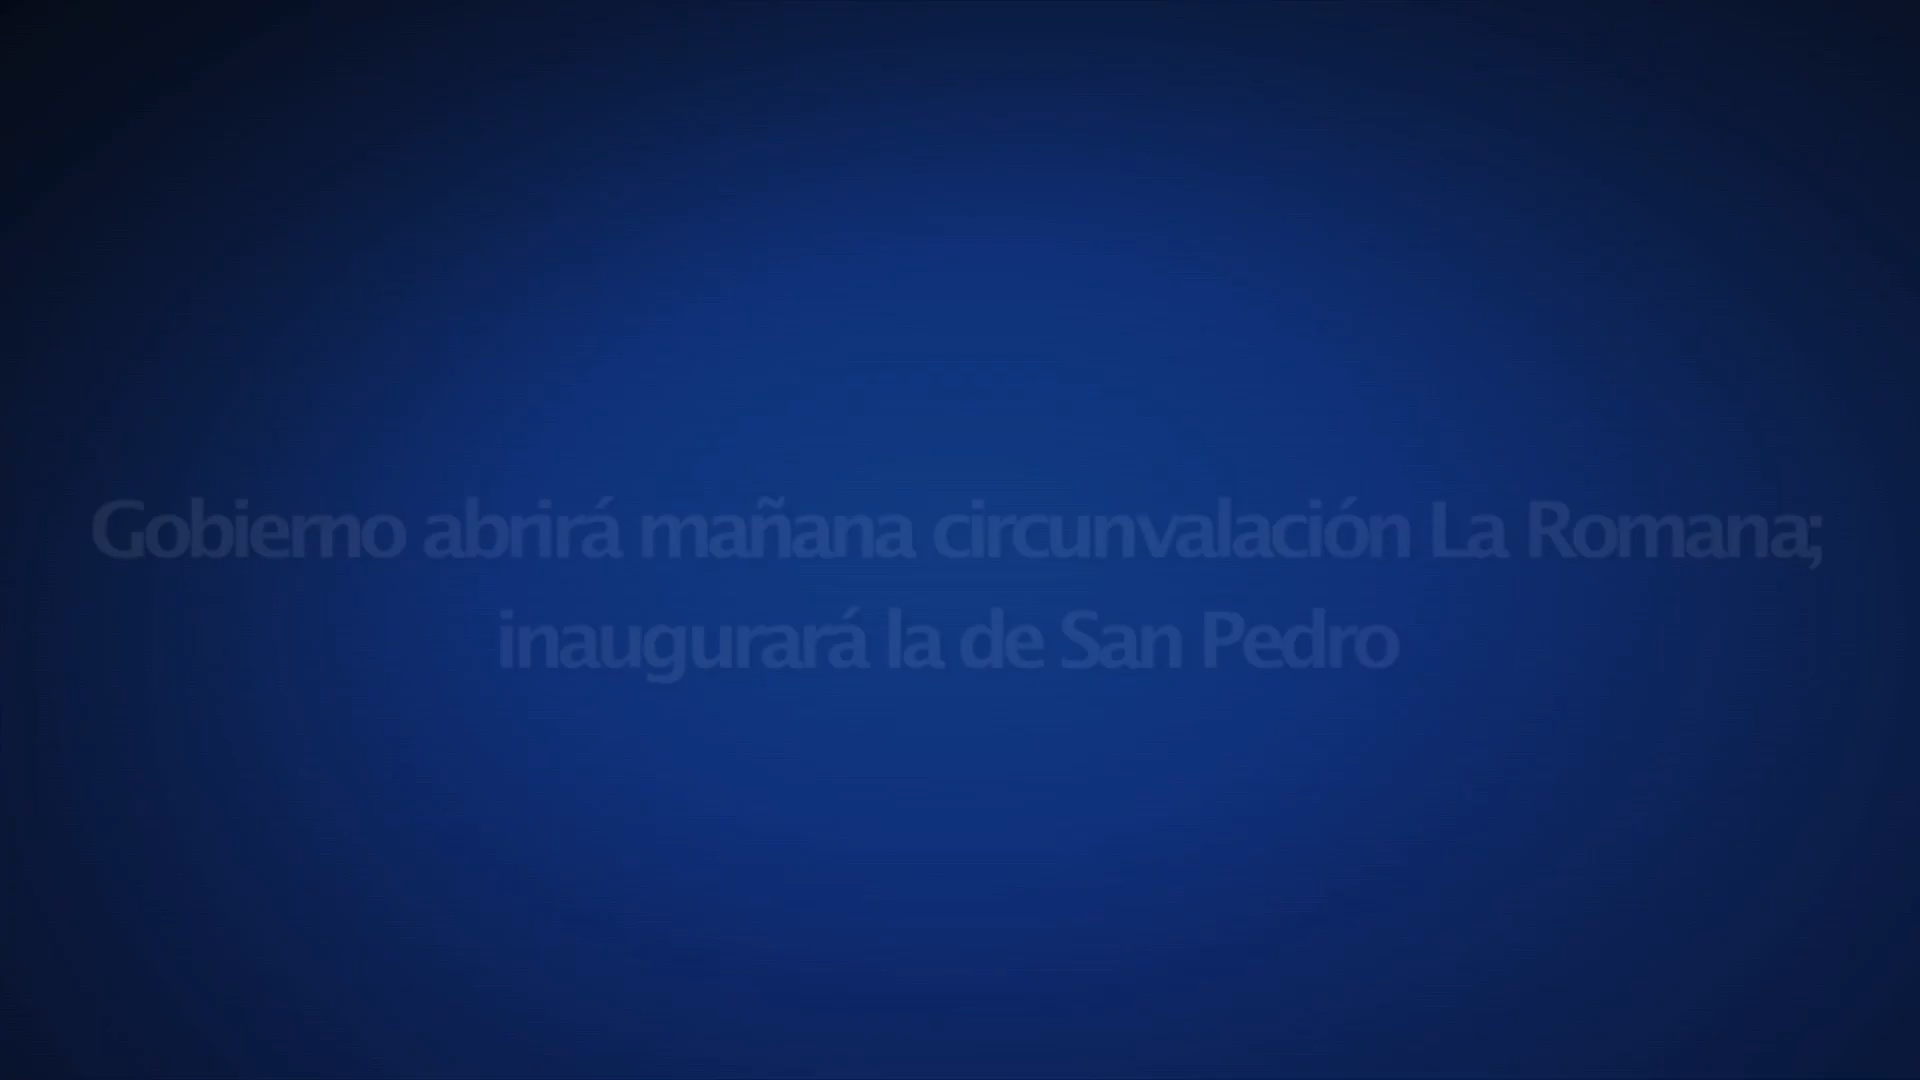 Gobierno abrirá mañana circunvalación La Romana;
inaugurará la de San Pedro